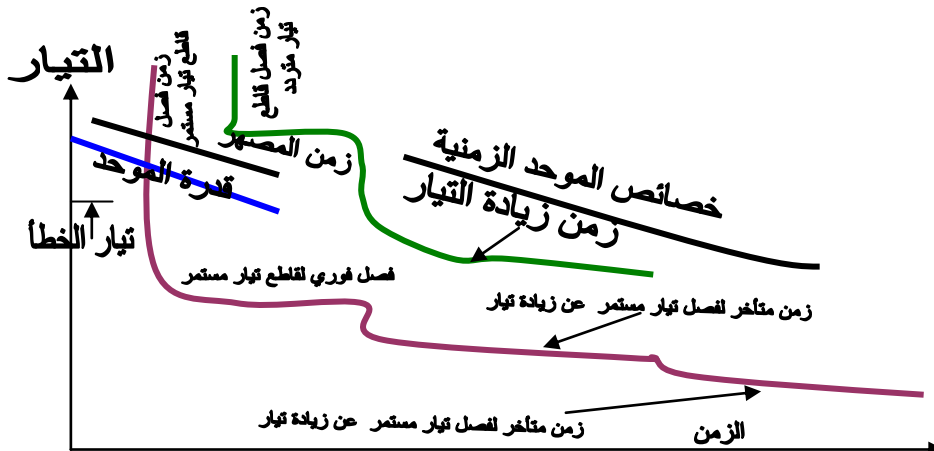 التيار
زمن فصل
قاطع تيار مستمر
زمن فصل قاطع
تيار متردد
زمن المصهر
قدرة الموحد
تيار الخطأ
خصائص الموحد الزمنية
زمن زيادة التيار
فصل فوري لقاطع تيار مستمر
زمن متأخر لفصل تيار مستمر عن زيادة تيار
زمن متأخر لفصل تيار مستمر عن زيادة تيار
الزمن